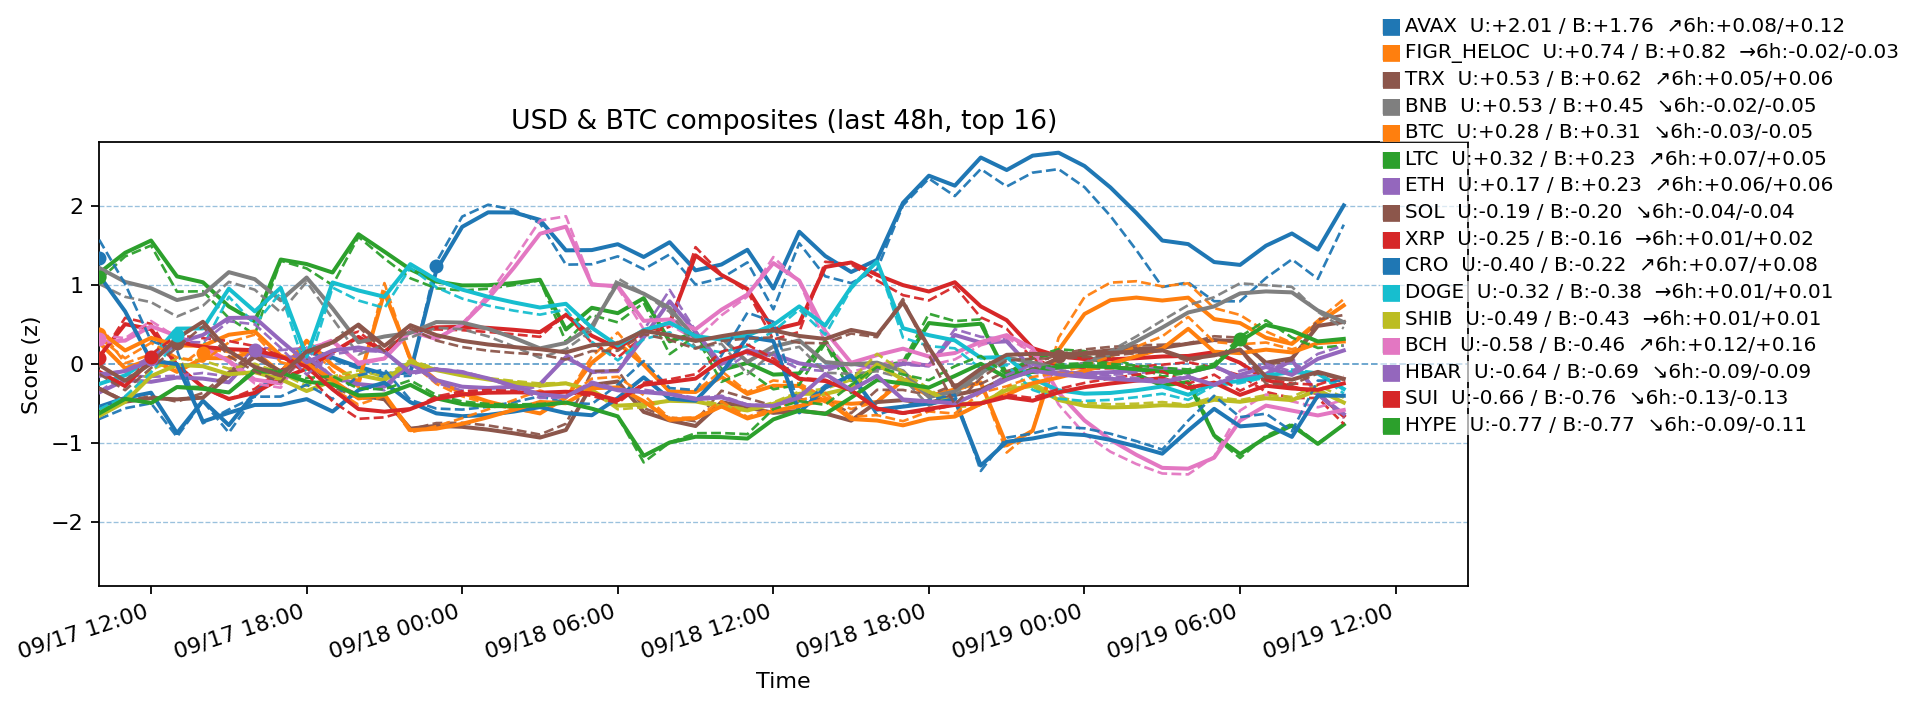 AVAX  U:+2.01 / B:+1.76  ↗6h:+0.08/+0.12
FIGR_HELOC  U:+0.74 / B:+0.82  →6h:-0.02/-0.03
TRX  U:+0.53 / B:+0.62  ↗6h:+0.05/+0.06
BNB  U:+0.53 / B:+0.45  ↘6h:-0.02/-0.05
BTC  U:+0.28 / B:+0.31  ↘6h:-0.03/-0.05
LTC  U:+0.32 / B:+0.23  ↗6h:+0.07/+0.05
ETH  U:+0.17 / B:+0.23  ↗6h:+0.06/+0.06
SOL  U:-0.19 / B:-0.20  ↘6h:-0.04/-0.04
XRP  U:-0.25 / B:-0.16  →6h:+0.01/+0.02
CRO  U:-0.40 / B:-0.22  ↗6h:+0.07/+0.08
DOGE  U:-0.32 / B:-0.38  →6h:+0.01/+0.01
SHIB  U:-0.49 / B:-0.43  →6h:+0.01/+0.01
BCH  U:-0.58 / B:-0.46  ↗6h:+0.12/+0.16
HBAR  U:-0.64 / B:-0.69  ↘6h:-0.09/-0.09
SUI  U:-0.66 / B:-0.76  ↘6h:-0.13/-0.13
HYPE  U:-0.77 / B:-0.77  ↘6h:-0.09/-0.11
USD & BTC composites (last 48h, top 16)
Score (z)
2
1
0
−1
−2
09/17 12:00
09/17 18:00
09/18 00:00
09/18 06:00
09/18 12:00
09/18 18:00
09/19 00:00
09/19 06:00
09/19 12:00
Time